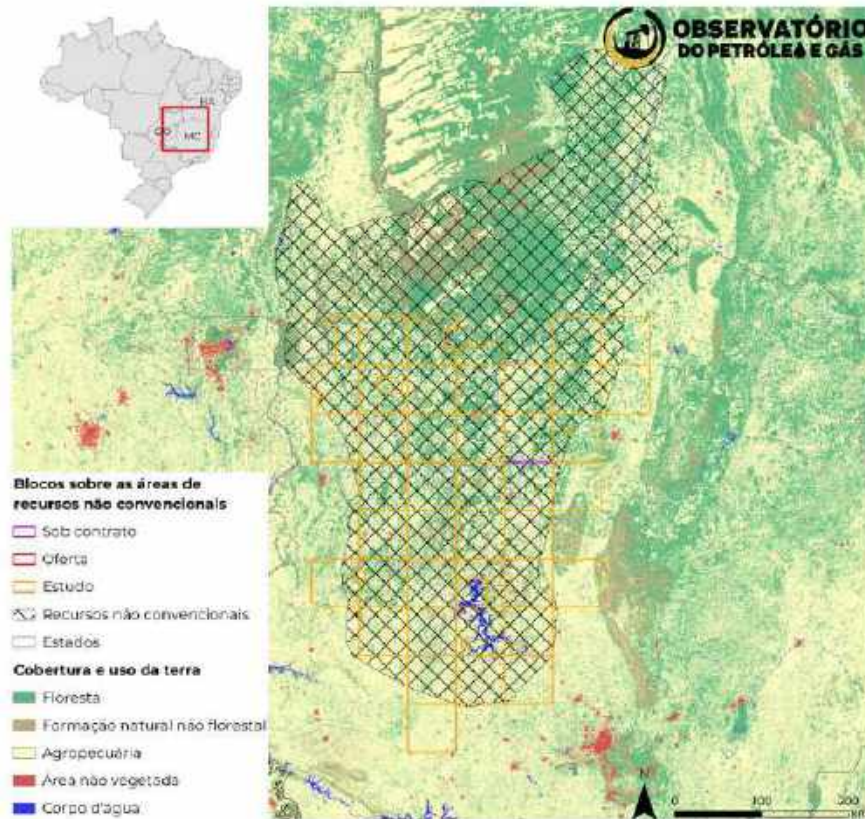 OBSERVATÓRIO
DO PETRÓLEO E GÁS
BA
GO
MG
Blocos sobre as áreas de
recursos não convencionais
Sob contrato
Oferta
Estudo
Recursos não convencionais
Estados
Cobertura e uso da terra
Floresta
Formação natural não florestal
Agropecuária
Área não vegetada
Corpo d'água
N
0 100 200